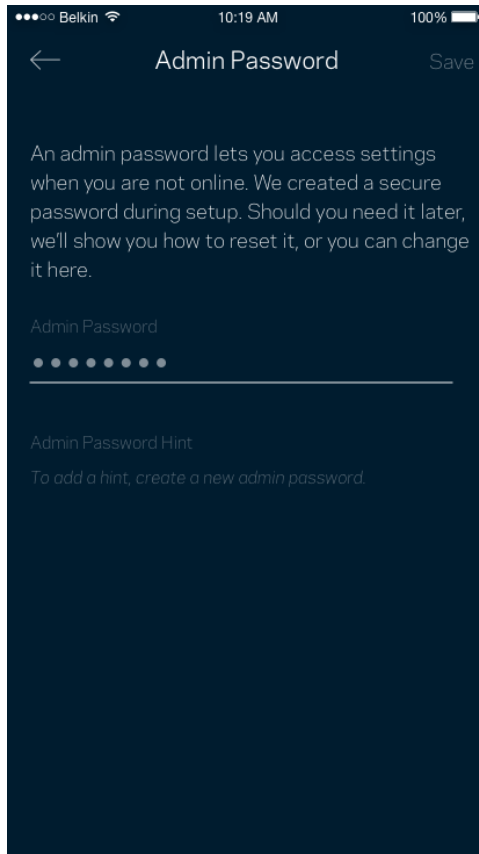 Belkin 10:19 AM 100%
Admin Password Save
An admin password lets you access settings
when you are not online. We created a secure
password during setup. Should you need it later,
we'll show you how to reset it, or you can change
it here.
Admin Password
Admin Password Hint
To add a hint, create a new admin password.